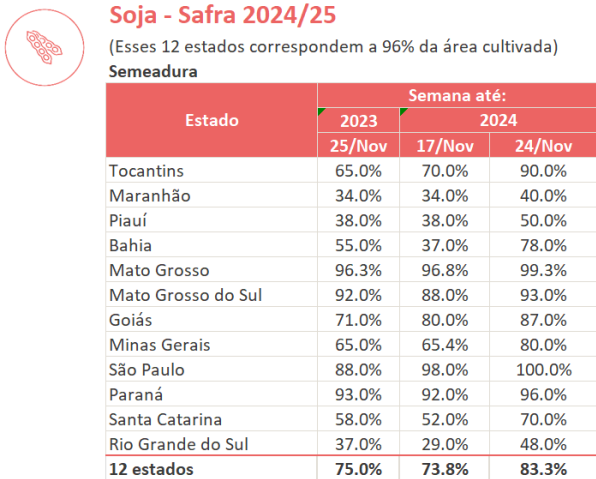 Soja - Safra 2024/25
(Esses 12 estados correspondem a 96% da área cultivada)
Semeadura
Estado Semana até:
2023 2024
25/Nov 17/Nov 24/Nov
Tocantins 65.0% 70.0% 90.0%
Maranhão 34.0% 34.0% 40.0%
Piauí 38.0% 38.0% 50.0%
Bahia 55.0% 37.0% 78.0%
Mato Grosso 96.3% 96.8% 99.3%
Mato Grosso do Sul 92.0% 88.0% 93.0%
Goiás 71.0% 80.0% 87.0%
Minas Gerais 65.0% 65.4% 80.0%
São Paulo 88.0% 98.0% 100.0%
Paraná 93.0% 92.0% 96.0%
Santa Catarina 58.0% 52.0% 70.0%
Rio Grande do Sul 37.0% 29.0% 48.0%
12 estados 75.0% 73.8% 83.3%